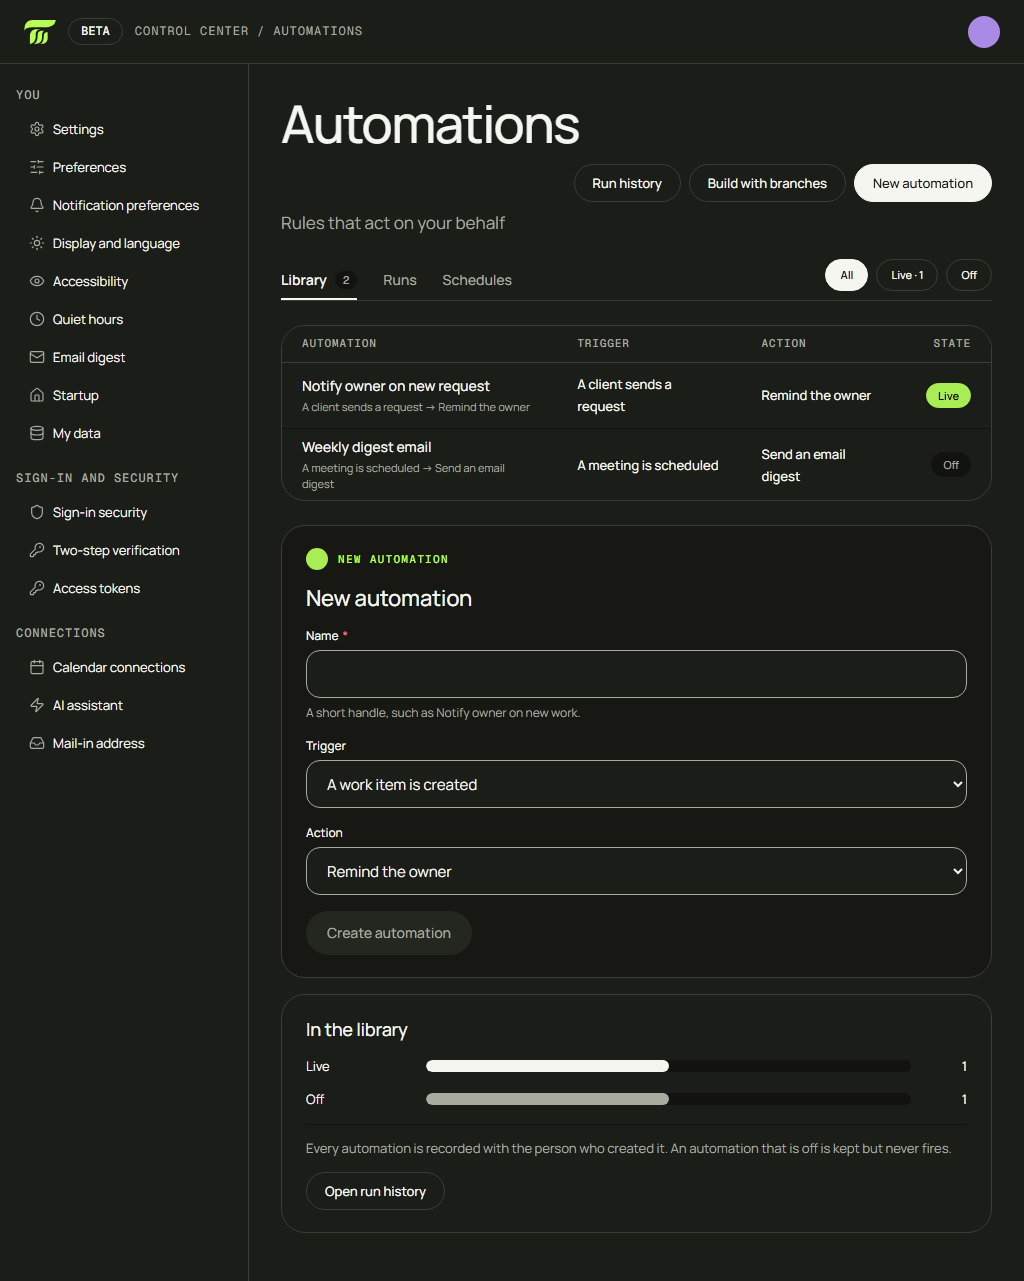 BETA
CONTROL CENTER / AUTOMATIONS
YOU
Settings
Preferences
Notification preferences
Display and language
Accessibility
Quiet hours
Email digest
Startup
My data
SIGN-IN AND SECURITY
Sign-in security
Two-step verification
Access tokens
CONNECTIONS
Calendar connections
AI assistant
Mail-in address
Automations
Run history
Build with branches
New automation
Rules that act on your behalf
Library 2
Runs
Schedules
All
Live · 1
Off
AUTOMATION TRIGGER ACTION STATE
Notify owner on new request
A client sends a request → Remind the owner
A client sends a
request
Remind the owner
Live
Weekly digest email
A meeting is scheduled → Send an email
digest
A meeting is scheduled
Send an email
digest
Off
NEW AUTOMATION
New automation
Name *
A short handle, such as Notify owner on new work.
Trigger
A work item is created
Action
Remind the owner
Create automation
In the library
Live 1
Off 1
Every automation is recorded with the person who created it. An automation that is off is kept but never fires.
Open run history